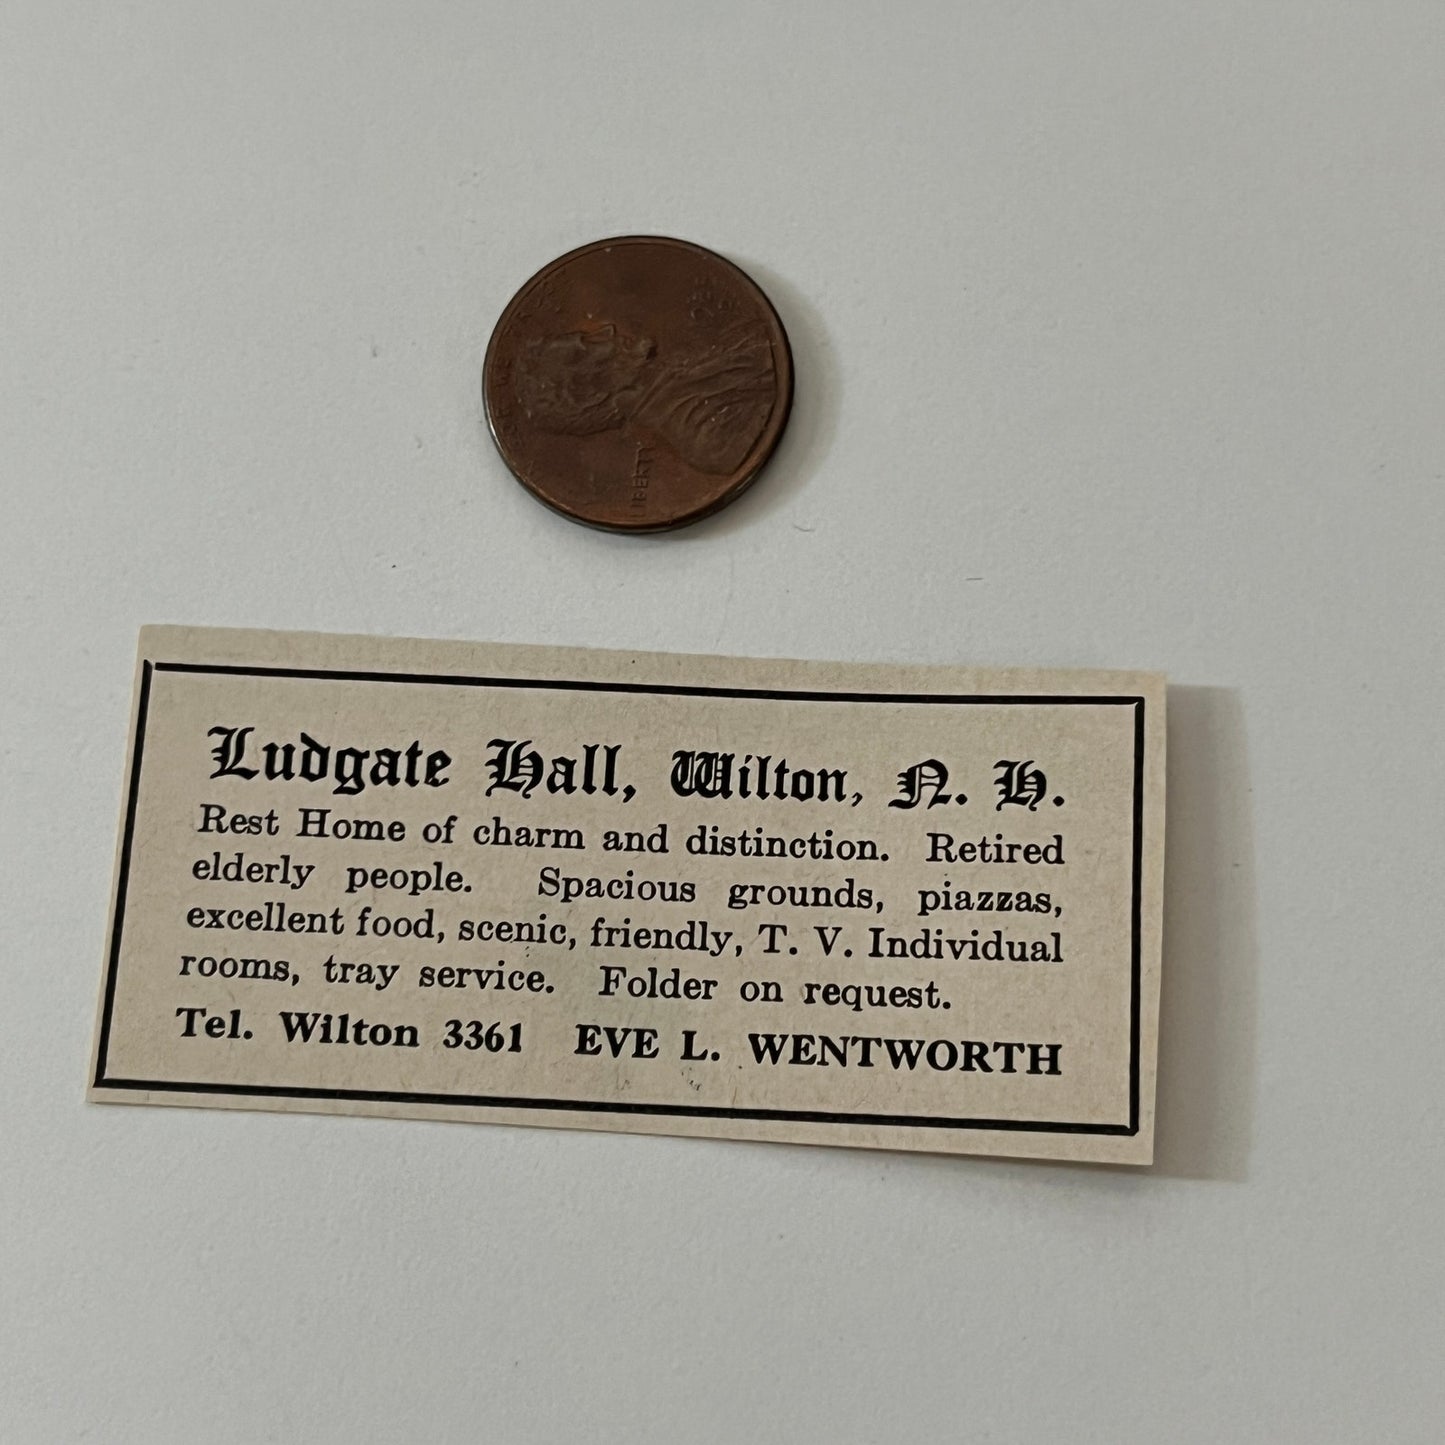 LIBERTY
Ludgate Hall, Wilton, N. H.
Rest Home of charm and distinction. Retired
elderly people. Spacious grounds, piazzas,
excellent food, scenic, friendly, T. V. Individual
rooms, tray service. Folder on request.
Tel. Wilton 3361 EVE L. WENTWORTH